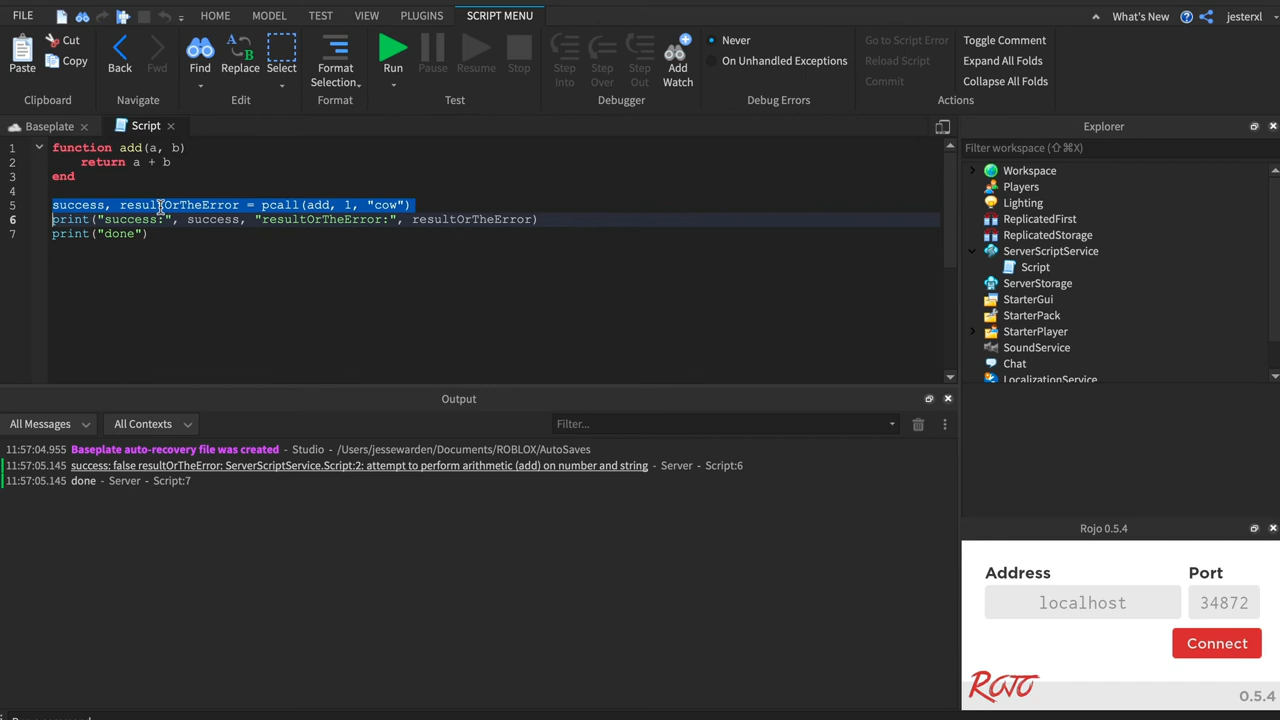 FILE
HOME
MODEL
TEST
VIEW
PLUGINS
SCRIPT MENU
What's New
jesterxl
Paste
Cut
Copy
Clipboard
Back
Fwd
Navigate
Find
Replace
Select
Edit
Format
Selection
Format
Run
Pause
Resume
Stop
Test
Step
Into
Step
Over
Step
Out
Add
Watch
Debugger
Never
On Unhandled Exceptions
Debug Errors
Go to Script Error
Reload Script
Commit
Toggle Comment
Expand All Folds
Collapse All Folds
Actions
Baseplate
Script
1 function add(a, b)
2 return a + b
3 end
4
5 success, resultOrTheError = pcall(add, 1, "cow")
6 print("success:", success, "resultOrTheError:", resultOrTheError)
7 print("done")
Explorer
Filter workspace (⇧⌘X)
Workspace
Players
Lighting
ReplicatedFirst
ReplicatedStorage
ServerScriptService
Script
ServerStorage
StarterGui
StarterPack
StarterPlayer
SoundService
Chat
LocalizationService
Output
All Messages
All Contexts
Filter...
11:57:04.955 Baseplate auto-recovery file was created - Studio - /Users/jessewarden/Documents/ROBLOX/AutoSaves
11:57:05.145 success: false resultOrTheError: ServerScriptService.Script:2: attempt to perform arithmetic (add) on number and string - Server - Script:6
11:57:05.145 done - Server - Script:7
Rojo 0.5.4
Address
Port
localhost
34872
Connect
ROJO
0.5.4